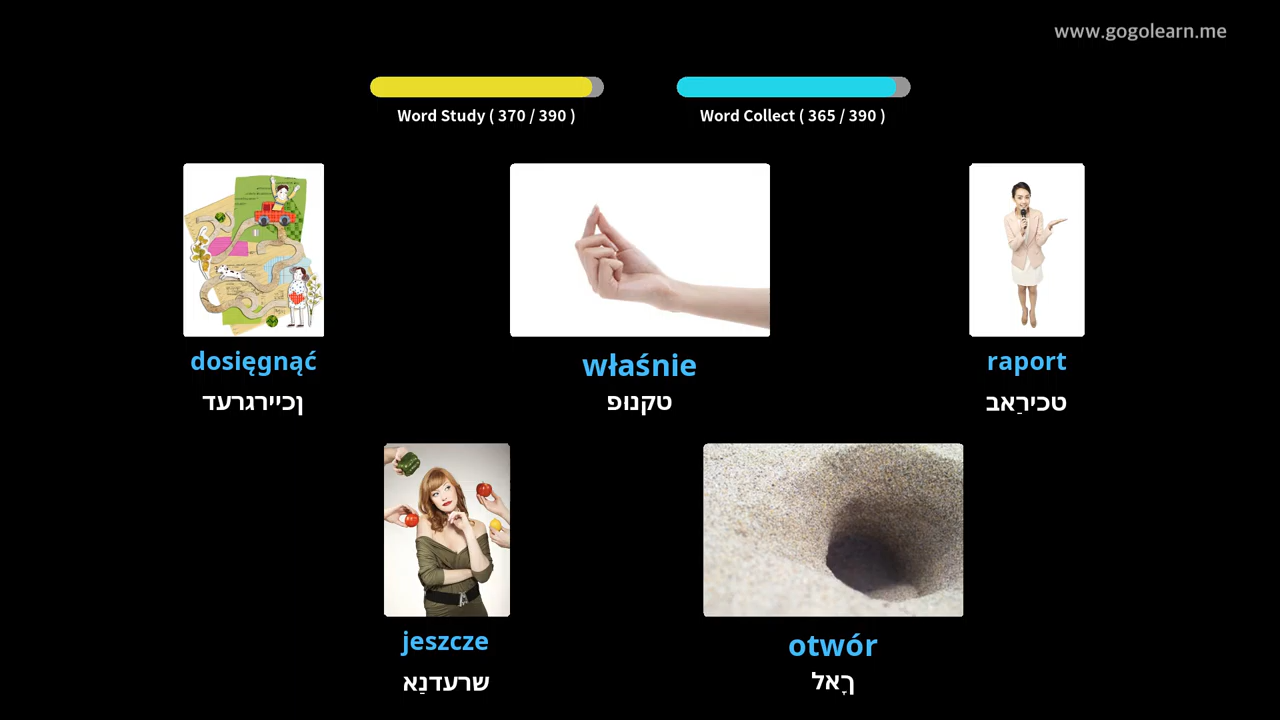 www.gogolearn.me
Word Study ( 370 / 390 )
Word Collect ( 365 / 390 )
dosięgnąć
ןכיירגרעד
właśnie
טקנוּפ
raport
טכירַאב
jeszcze
שרעדנַא
otwór
ךָאל